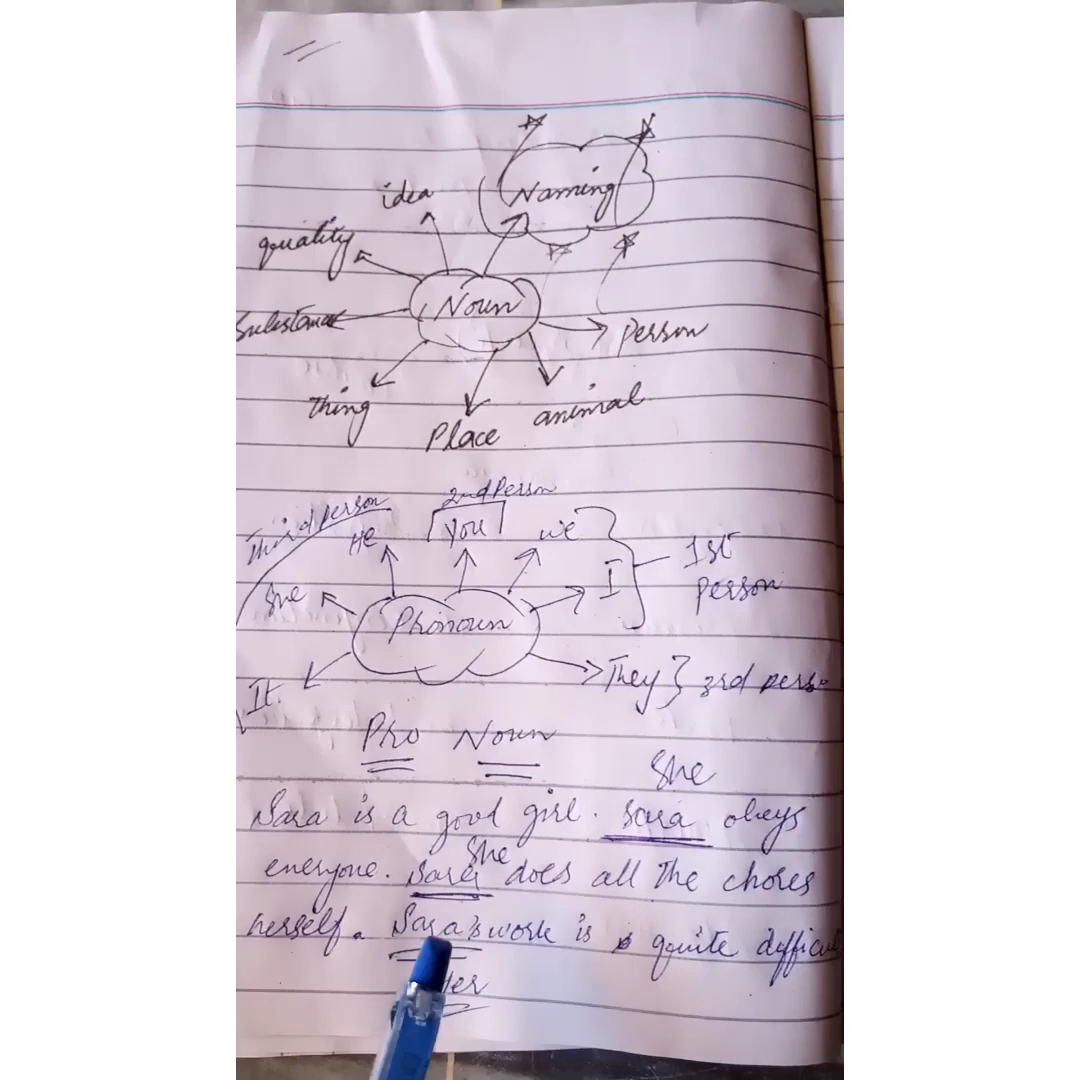 Naming
idea
quality
Noun
Substance
Person
Thing
animal
Place
2nd Person
Third person
He
You
we
1st
I
person
She
Pronoun
They } 3rd perso
It.
Pro Noun
She
Sara is a good girl. Sara obeys
She
everyone. Sara does all the chores
herself. Sara's work is quite difficul
Her